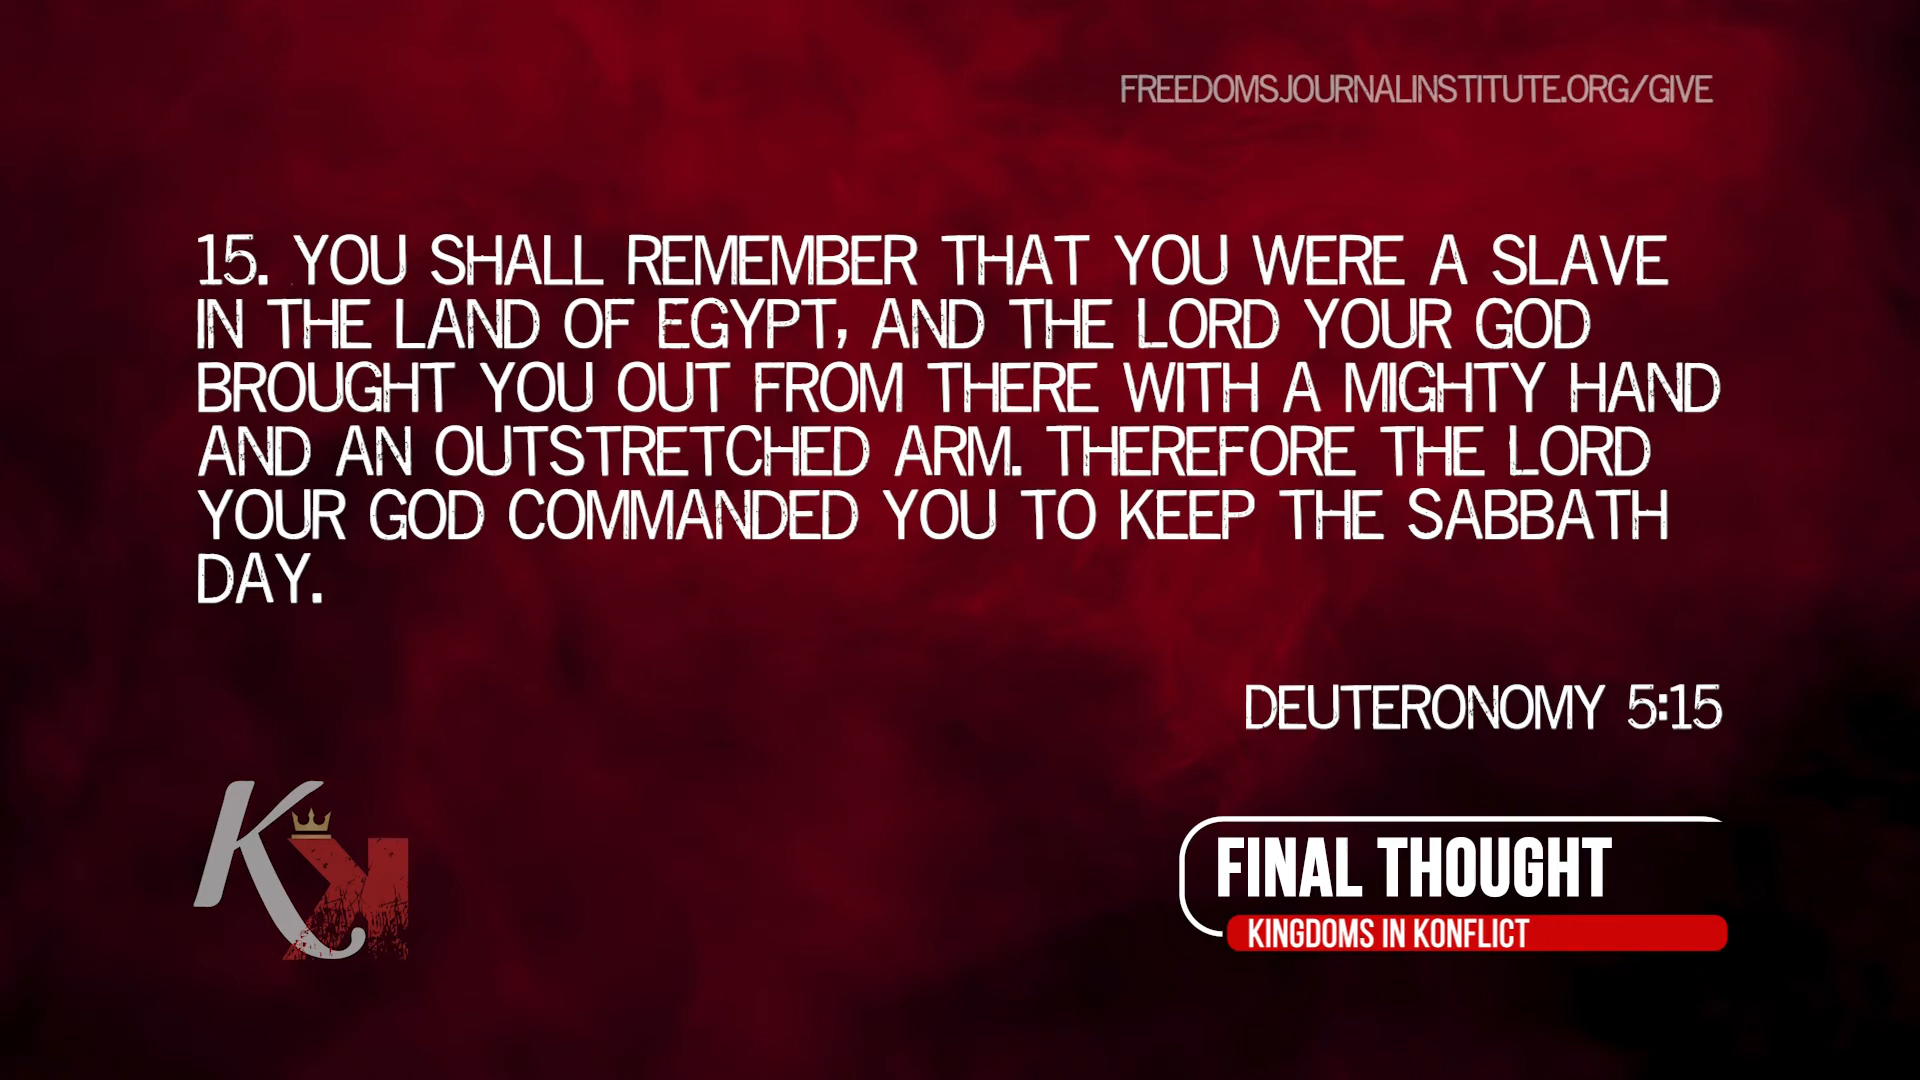 FREEDOMSJOURNALINSTITUTE.ORG/GIVE
15. YOU SHALL REMEMBER THAT YOU WERE A SLAVE
IN THE LAND OF EGYPT, AND THE LORD YOUR GOD
BROUGHT YOU OUT FROM THERE WITH A MIGHTY HAND
AND AN OUTSTRETCHED ARM. THEREFORE THE LORD
YOUR GOD COMMANDED YOU TO KEEP THE SABBATH
DAY.
DEUTERONOMY 5:15
KK
FINAL THOUGHT
KINGDOMS IN KONFLICT